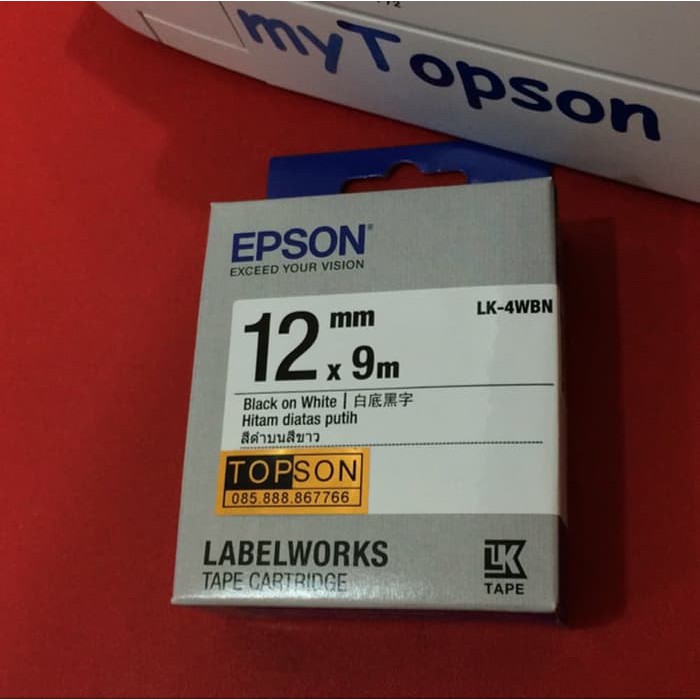 myTopson
EPSON
EXCEED YOUR VISION
LK-4WBN
12 mm
x 9m
Black on White | 白底黑字
Hitam diatas putih
สีดำบนสีขาว
TOPSON
085.888.867766
LABELWORKS
TAPE CARTRIDGE
LK
TAPE